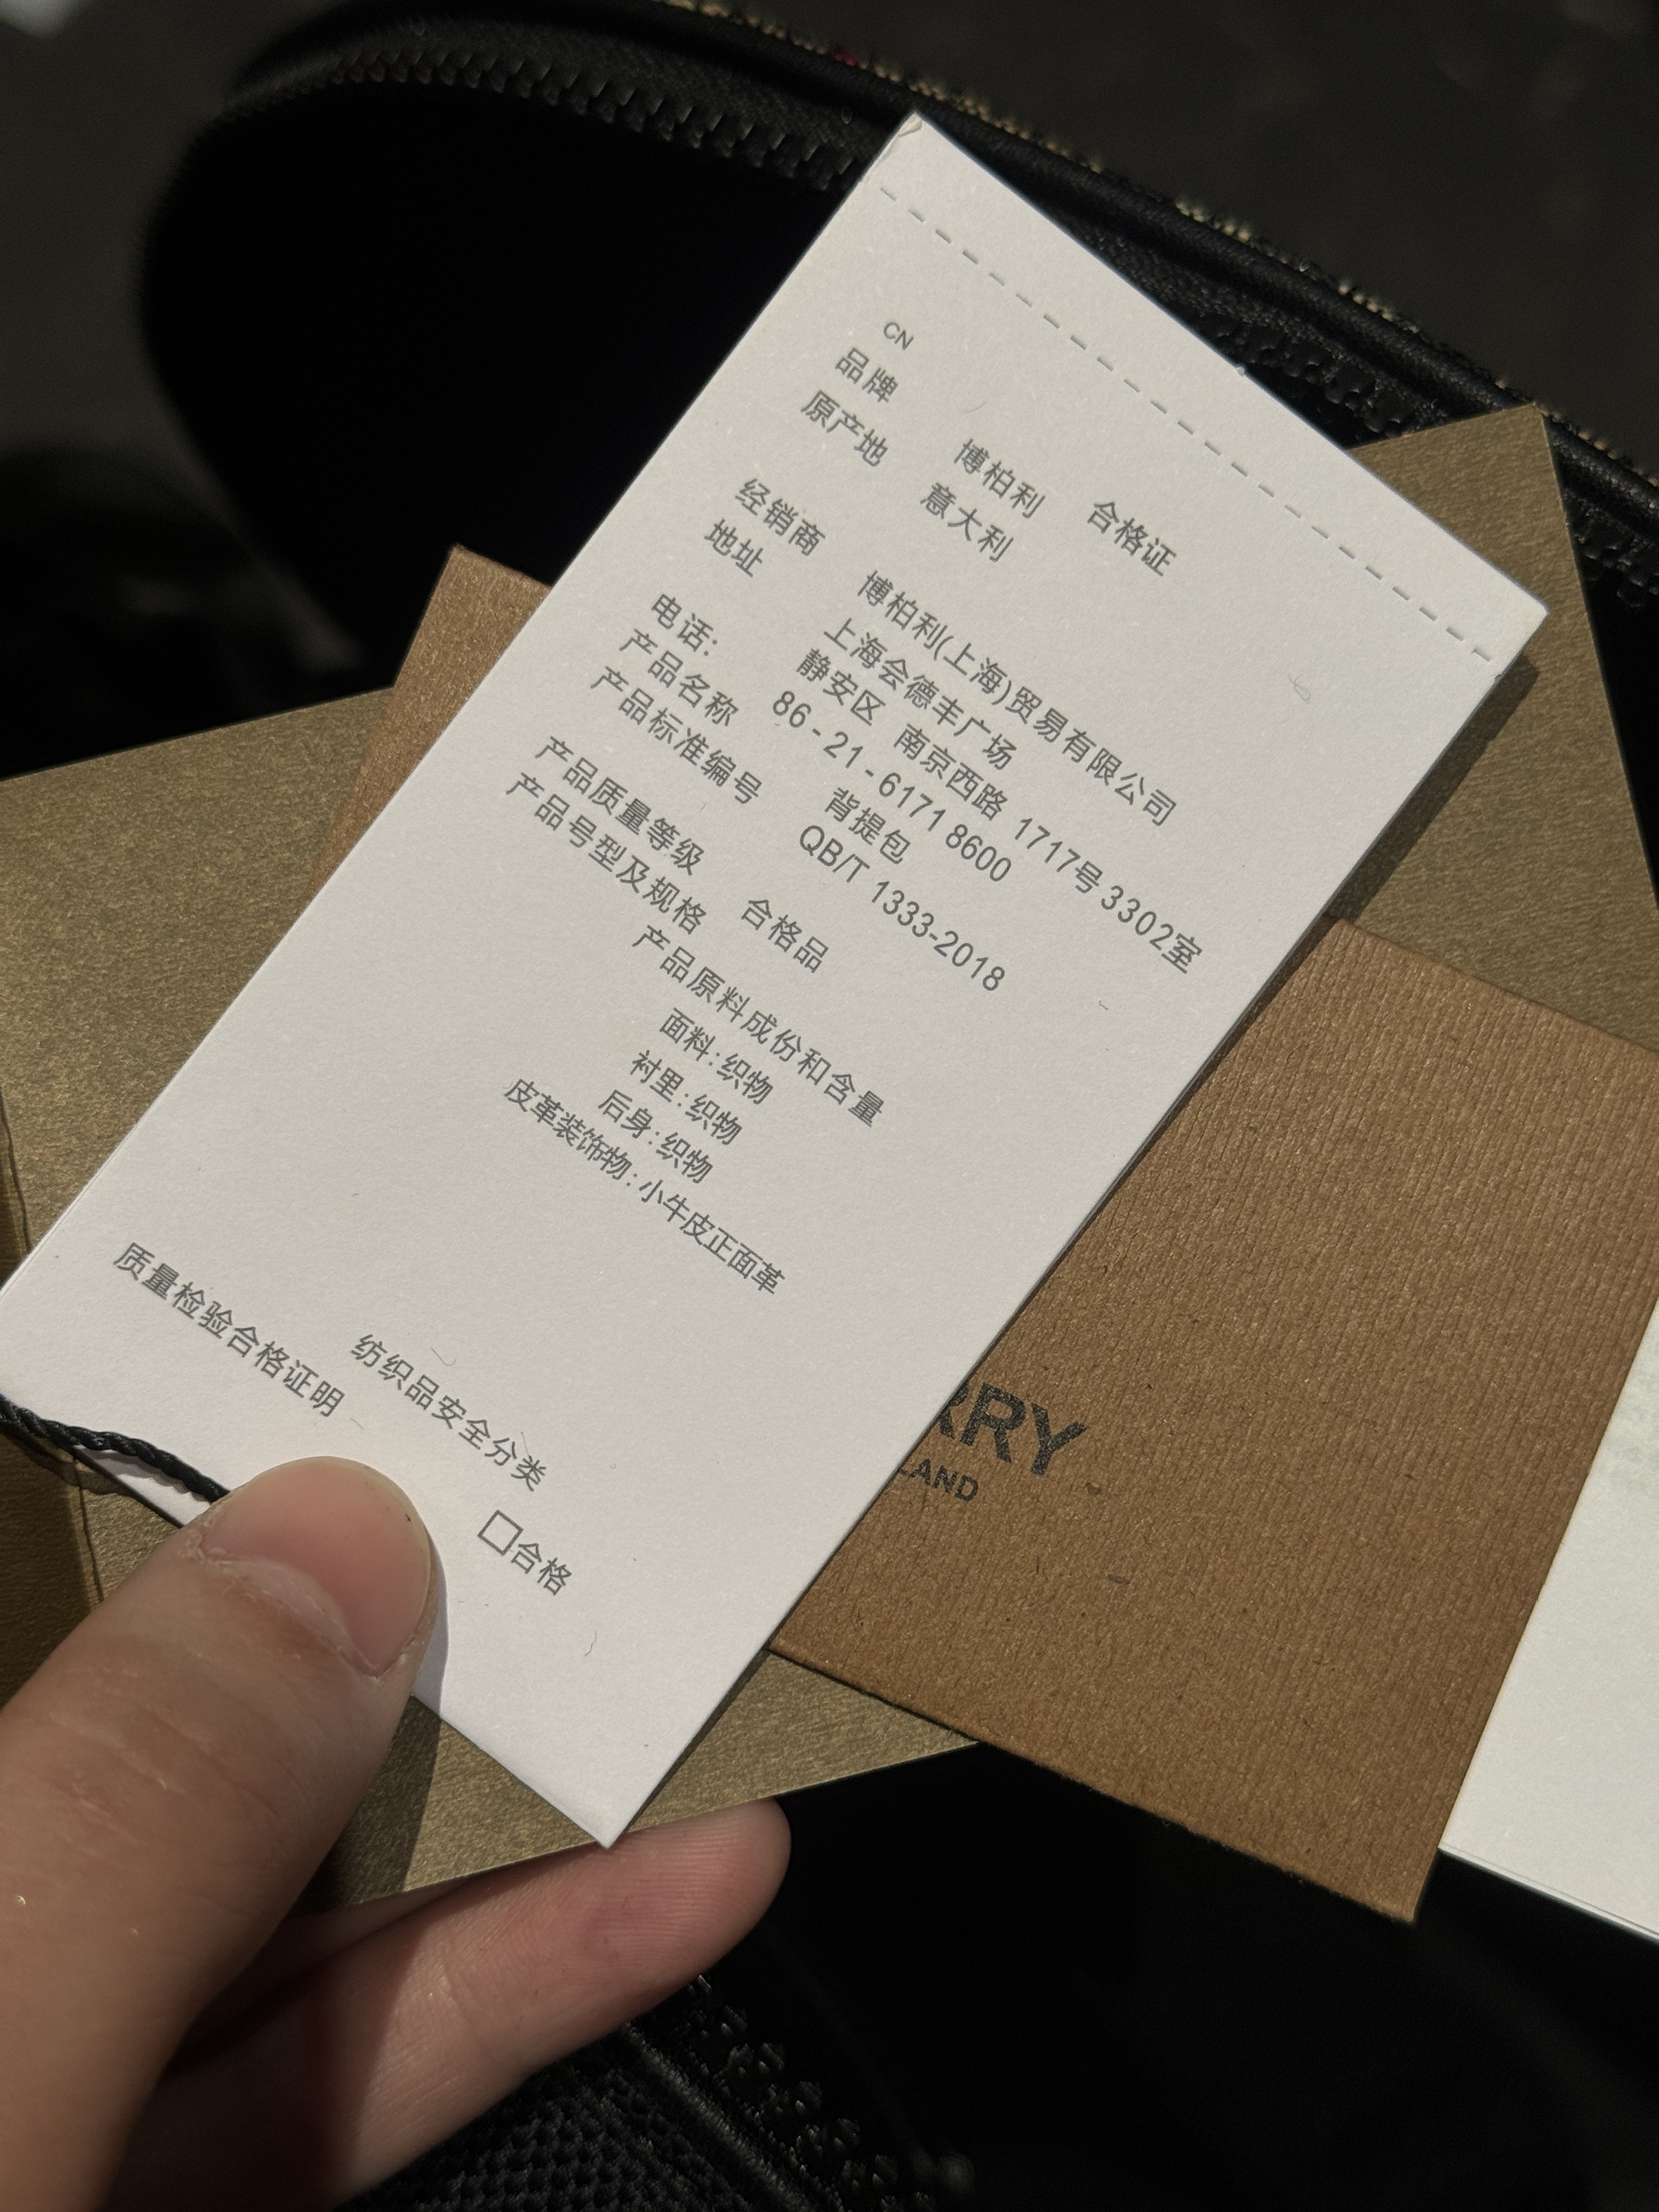 合格证
CN
品牌 博柏利
原产地 意大利
经销商 博柏利(上海)贸易有限公司
地址 上海会德丰广场
静安区 南京西路 1717号 3302室
电话: 86-21-6171 8600
产品名称 背提包
产品标准编号 QB/T 1333-2018
产品质量等级 合格品
产品号型及规格
产品原料成份和含量
面料:织物
衬里:织物
后身:织物
皮革装饰物:小牛皮正面革
纺织品安全分类
质量检验合格证明 □合格
RRY
LAND